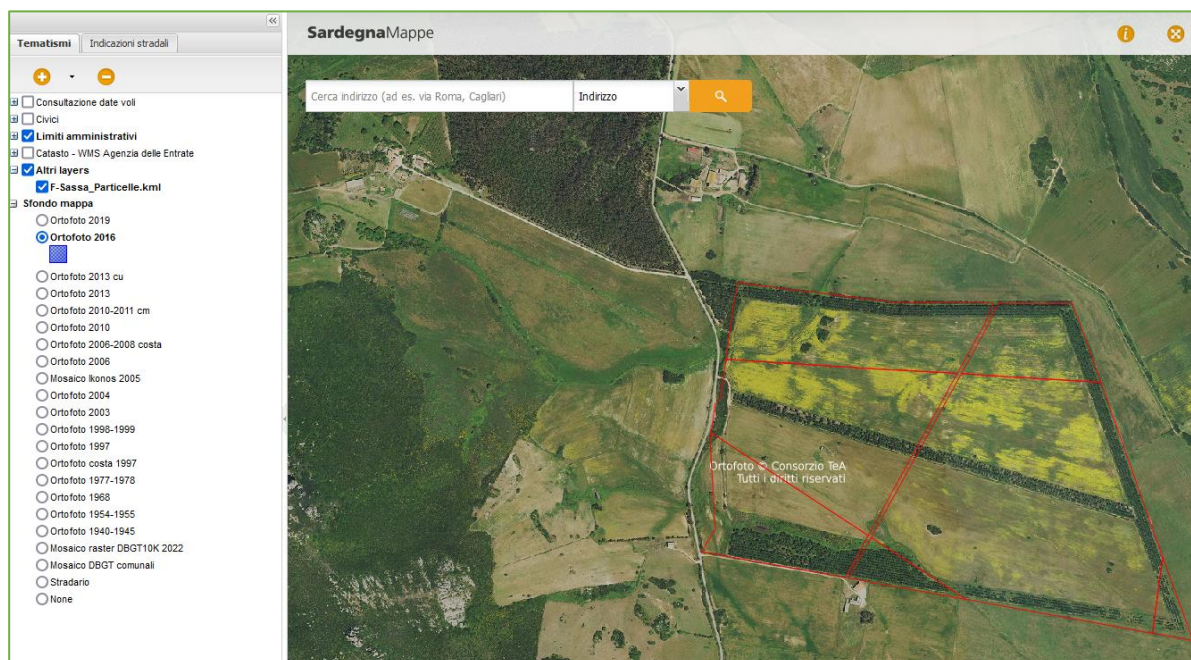 Tematismi
Indicazioni stradali
Consultazione date voli
Civici
Limiti amministrativi
Catasto - WMS Agenzia delle Entrate
Altri layers
F-Sassa_Particelle.kml
Sfondo mappa
Ortofoto 2019
Ortofoto 2016
Ortofoto 2013 cu
Ortofoto 2013
Ortofoto 2010-2011 cm
Ortofoto 2010
Ortofoto 2006-2008 costa
Ortofoto 2006
Mosaico Ikonos 2005
Ortofoto 2004
Ortofoto 2003
Ortofoto 1998-1999
Ortofoto 1997
Ortofoto costa 1997
Ortofoto 1977-1978
Ortofoto 1968
Ortofoto 1954-1955
Ortofoto 1940-1945
Mosaico raster DBGT10K 2022
Mosaico DBGT comunali
Stradario
None
SardegnaMappe
Cerca indirizzo (ad es. via Roma, Cagliari)
Indirizzo
Ortofoto © Consorzio TeA
Tutti i diritti riservati